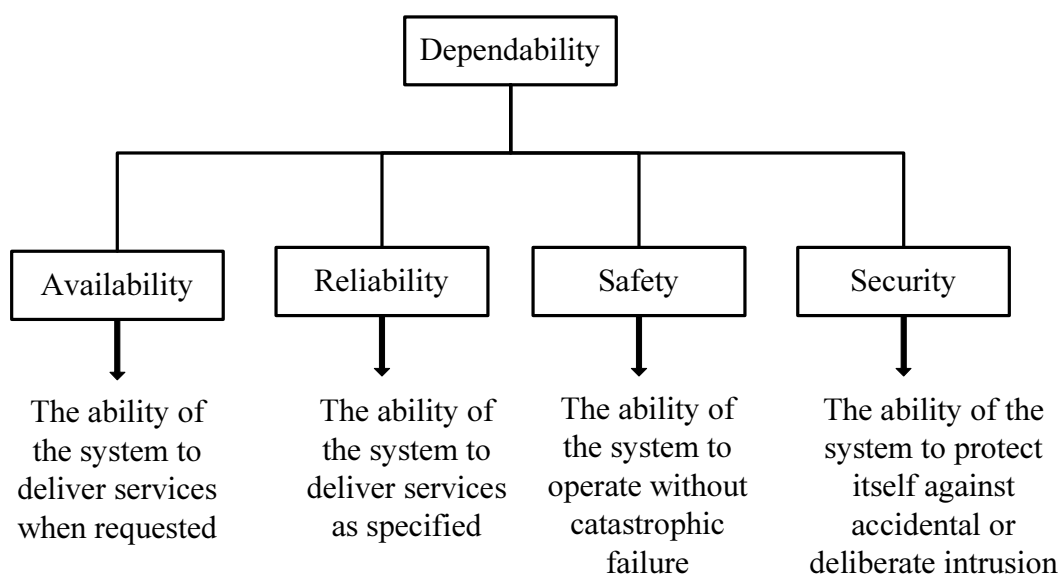 Dependability
Availability
Reliability
Safety
Security
The ability of
the system to
deliver services
when requested
The ability of
the system to
deliver services
as specified
The ability of
the system to
operate without
catastrophic
failure
The ability of the
system to protect
itself against
accidental or
deliberate intrusion